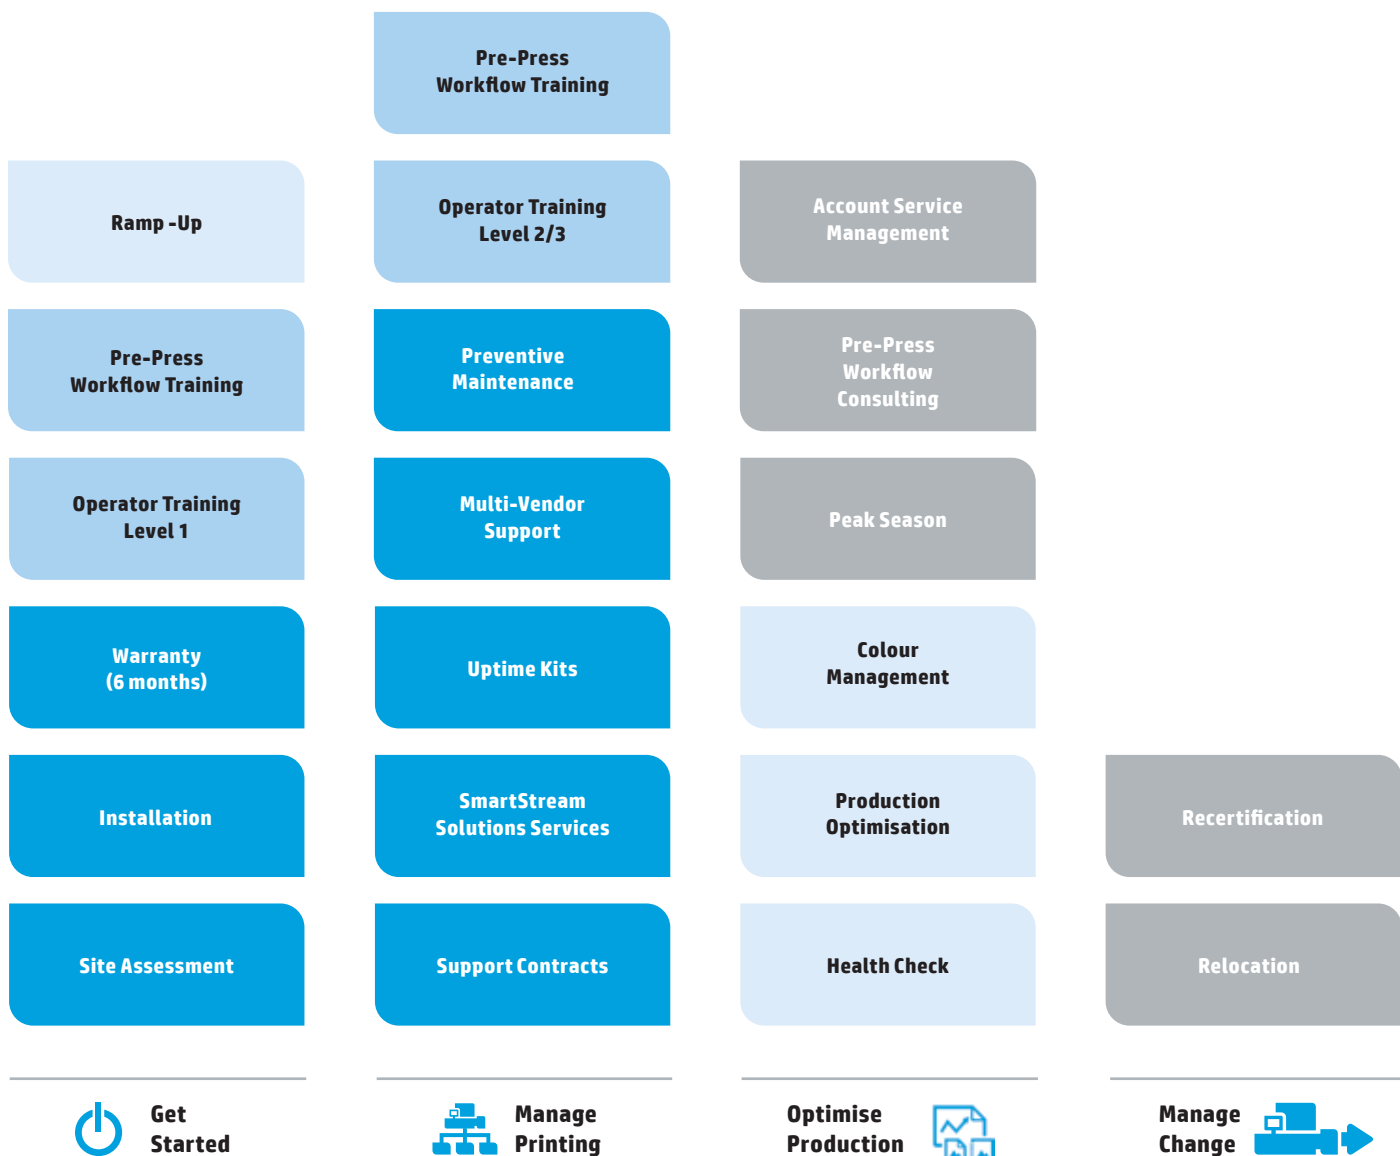 Pre-Press
Workflow Training
Ramp -Up
Operator Training
Level 2/3
Account Service
Management
Pre-Press
Workflow Training
Preventive
Maintenance
Pre-Press
Workflow
Consulting
Operator Training
Level 1
Multi-Vendor
Support
Peak Season
Warranty
(6 months)
Uptime Kits
Colour
Management
Installation
SmartStream
Solutions Services
Production
Optimisation
Recertification
Site Assessment
Support Contracts
Health Check
Relocation
Get
Started
Manage
Printing
Optimise
Production
Manage
Change